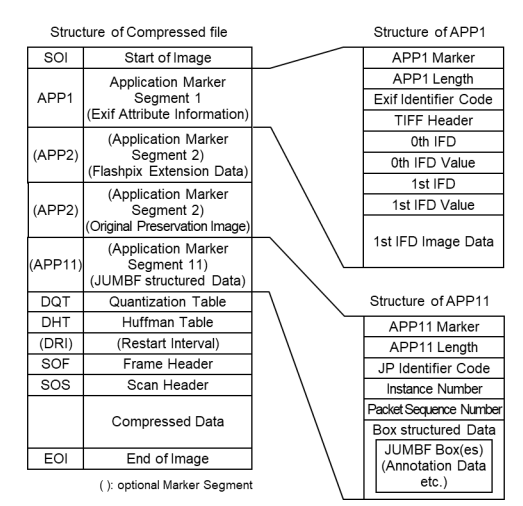 Structure of Compressed file
SOI
Start of Image
APP1
Application Marker
Segment 1
(Exif Attribute Information)
(APP2)
(Application Marker
Segment 2)
(Flashpix Extension Data)
(APP2)
(Application Marker
Segment 2)
(Original Preservation Image)
(APP11)
(Application Marker
Segment 11)
(JUMBF structured Data)
DQT
Quantization Table
DHT
Huffman Table
(DRI)
(Restart Interval)
SOF
Frame Header
SOS
Scan Header
Compressed Data
EOI
End of Image
( ): optional Marker Segment
Structure of APP1
APP1 Marker
APP1 Length
Exif Identifier Code
TIFF Header
0th IFD
0th IFD Value
1st IFD
1st IFD Value
1st IFD Image Data
Structure of APP11
APP11 Marker
APP11 Length
JP Identifier Code
Instance Number
Packet Sequence Number
Box structured Data
JUMBF Box(es)
(Annotation Data
etc.)